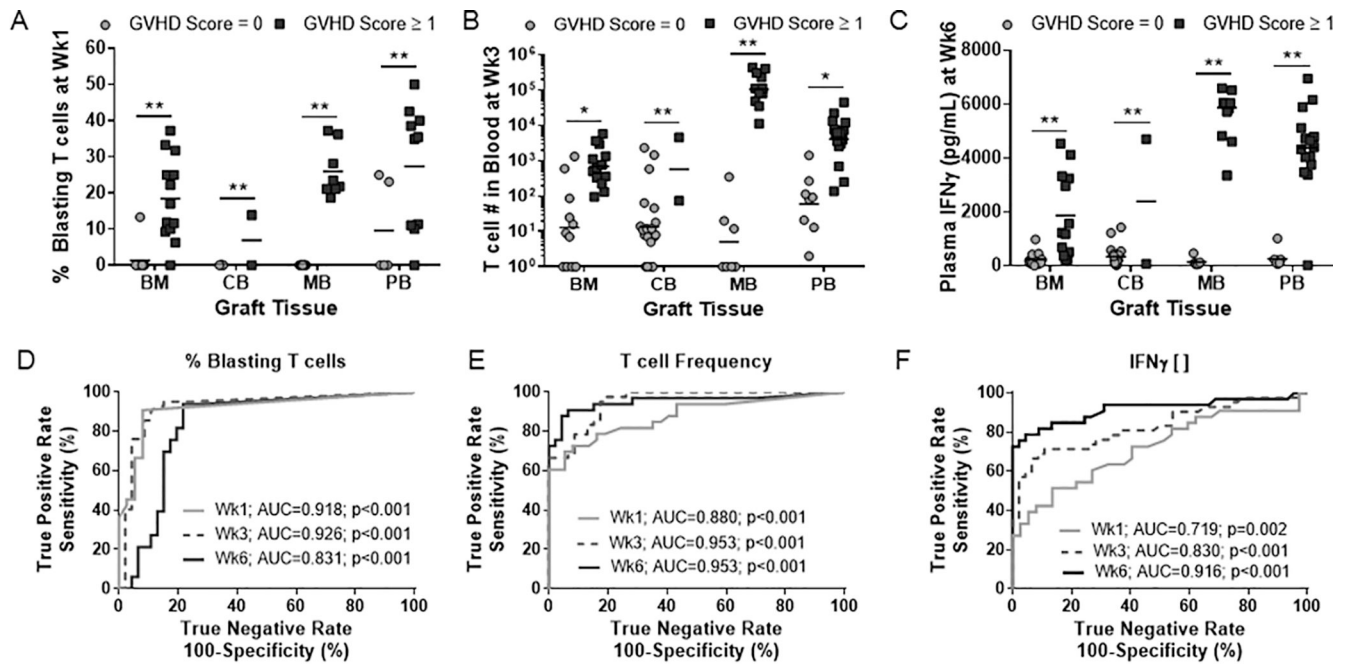 A
GVHD Score = 0 GVHD Score ≥ 1
% Blasting T cells at Wk1
60
50
40
30
20
10
0
** ** ** **
BM CB MB PB
Graft Tissue
B
GVHD Score = 0 GVHD Score ≥ 1
T cell # in Blood at Wk3
10⁶
10⁵
10⁴
10³
10²
10¹
10⁰
* ** ** *
BM CB MB PB
Graft Tissue
C
GVHD Score = 0 GVHD Score ≥ 1
Plasma IFNγ (pg/mL) at Wk6
8000
6000
4000
2000
0
** ** ** **
BM CB MB PB
Graft Tissue
D
% Blasting T cells
True Positive Rate
Sensitivity (%)
100
80
60
40
20
0
Wk1; AUC=0.918; p<0.001
Wk3; AUC=0.926; p<0.001
Wk6; AUC=0.831; p<0.001
0 20 40 60 80 100
True Negative Rate
100-Specificity (%)
E
T cell Frequency
True Positive Rate
Sensitivity (%)
100
80
60
40
20
0
Wk1; AUC=0.880; p<0.001
Wk3; AUC=0.953; p<0.001
Wk6; AUC=0.953; p<0.001
0 20 40 60 80 100
True Negative Rate
100-Specificity (%)
F
IFNγ [ ]
True Positive Rate
Sensitivity (%)
100
80
60
40
20
0
Wk1; AUC=0.719; p=0.002
Wk3; AUC=0.830; p<0.001
Wk6; AUC=0.916; p<0.001
0 20 40 60 80 100
True Negative Rate
100-Specificity (%)